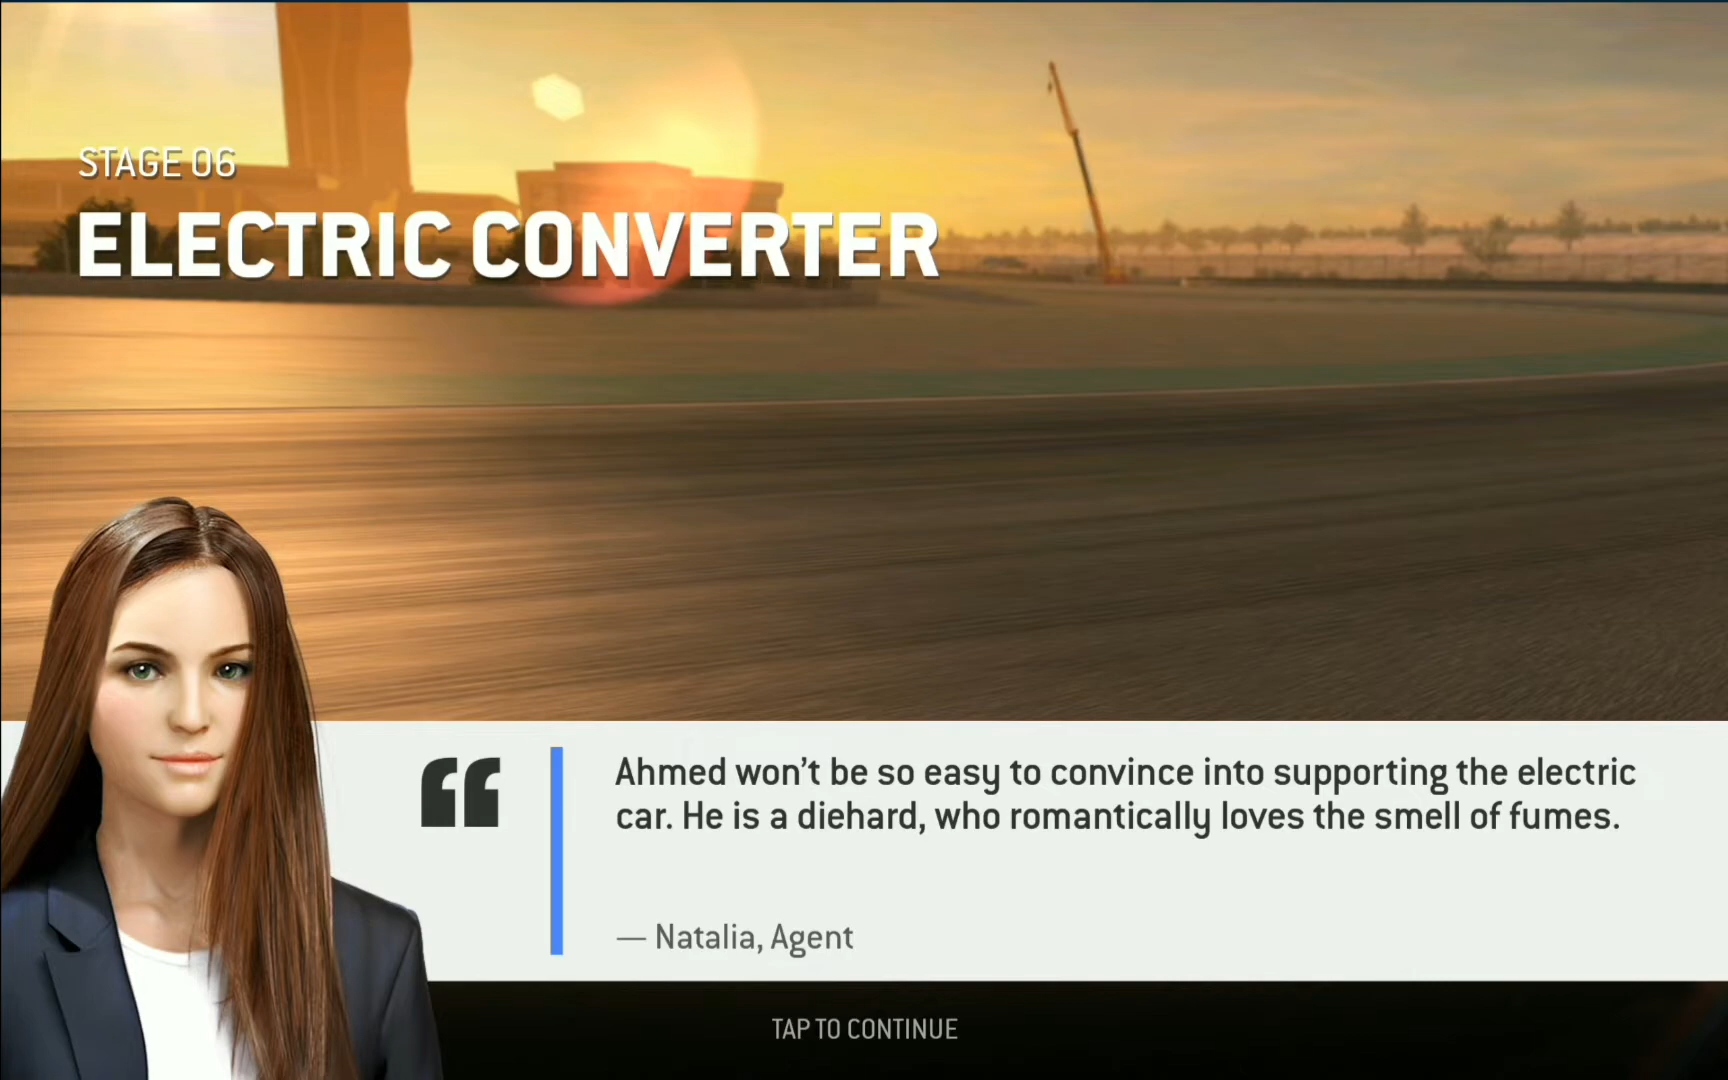 STAGE 06
ELECTRIC CONVERTER
“
Ahmed won't be so easy to convince into supporting the electric
car. He is a diehard, who romantically loves the smell of fumes.
— Natalia, Agent
TAP TO CONTINUE